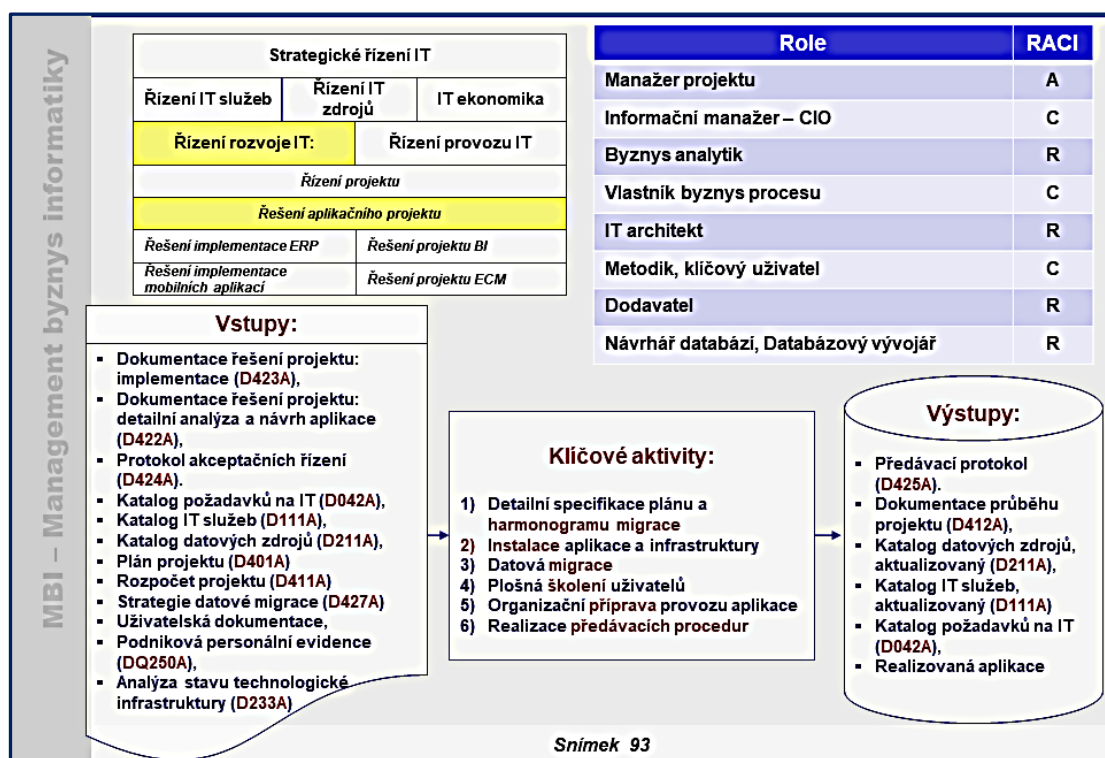 MBI – Management byznys informatiky
Strategické řízení IT
Řízení IT služeb
Řízení IT
zdrojů
IT ekonomika
Řízení rozvoje IT:
Řízení provozu IT
Řízení projektu
Řešení aplikačního projektu
Řešení implementace ERP
Řešení projektu BI
Řešení implementace
mobilních aplikací
Řešení projektu ECM
Role RACI
Manažer projektu A
Informační manažer – CIO C
Byznys analytik R
Vlastník byznys procesu C
IT architekt R
Metodik, klíčový uživatel C
Dodavatel R
Návrhář databází, Databázový vývojář R
Vstupy:
▪ Dokumentace řešení projektu:
implementace (D423A),
▪ Dokumentace řešení projektu:
detailní analýza a návrh aplikace
(D422A),
▪ Protokol akceptačních řízení
(D424A).
▪ Katalog požadavků na IT (D042A),
▪ Katalog IT služeb (D111A),
▪ Katalog datových zdrojů (D211A),
▪ Plán projektu (D401A)
▪ Rozpočet projektu (D411A)
▪ Strategie datové migrace (D427A)
▪ Uživatelská dokumentace,
▪ Podniková personální evidence
(DQ250A),
▪ Analýza stavu technologické
infrastruktury (D233A)
Klíčové aktivity:
1) Detailní specifikace plánu a
harmonogramu migrace
2) Instalace aplikace a infrastruktury
3) Datová migrace
4) Plošná školení uživatelů
5) Organizační příprava provozu aplikace
6) Realizace předávacích procedur
Výstupy:
▪ Předávací protokol
(D425A).
▪ Dokumentace průběhu
projektu (D412A),
▪ Katalog datových zdrojů,
aktualizovaný (D211A),
▪ Katalog IT služeb,
aktualizovaný (D111A)
▪ Katalog požadavků na IT
(D042A),
▪ Realizovaná aplikace
Snímek 93